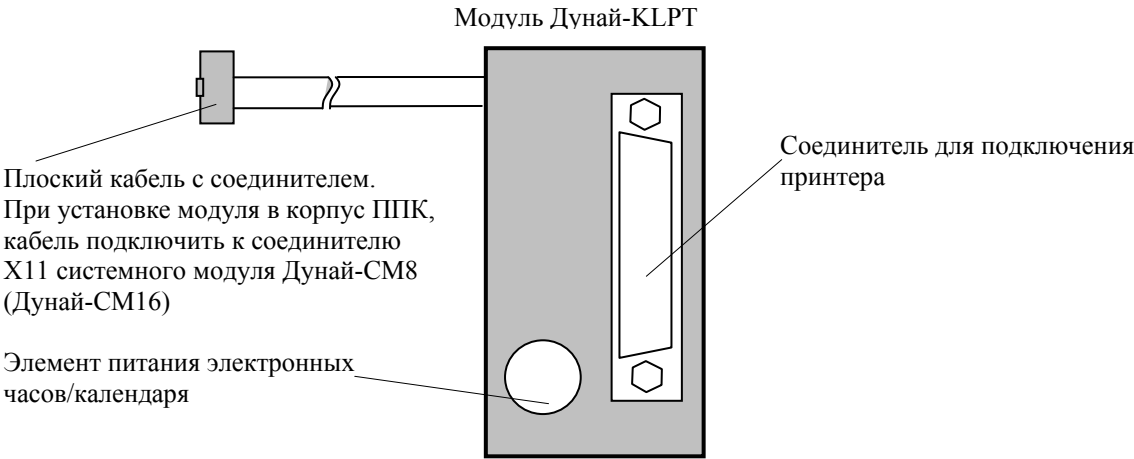 Модуль Дунай-KLPT
Соединитель для подключения
принтера
Плоский кабель с соединителем.
При установке модуля в корпус ППК,
кабель подключить к соединителю
X11 системного модуля Дунай-СМ8
(Дунай-СМ16)
Элемент питания электронных
часов/календаря